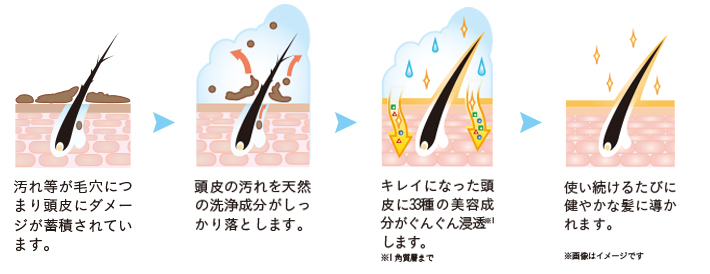 汚れ等が毛穴につ
まり頭皮にダメー
ジが蓄積されてい
ます。
頭皮の汚れを天然
の洗浄成分がしっ
かり落とします。
キレイになった頭
皮に33種の美容成
分がぐんぐん浸透※1
します。
※1 角質層まで
使い続けるたびに
健やかな髪に導か
れます。
※画像はイメージです